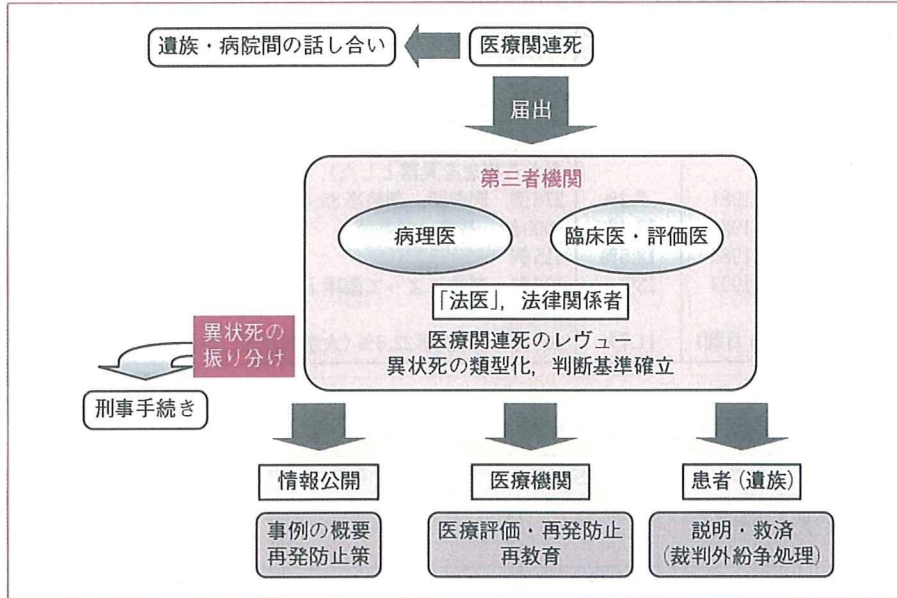 遺族・病院間の話し合い
医療関連死
届出
第三者機関
病理医
臨床医・評価医
「法医」，法律関係者
医療関連死のレヴュー
異状死の類型化，判断基準確立
異状死の
振り分け
刑事手続き
情報公開
医療機関
患者（遺族）
事例の概要
再発防止策
医療評価・再発防止
再教育
説明・救済
（裁判外紛争処理）